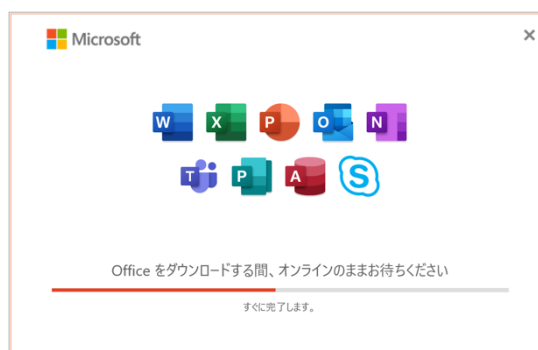 Microsoft
W X P O N
T P A S
Office をダウンロードする間、オンラインのままお待ちください
すぐに完了します。